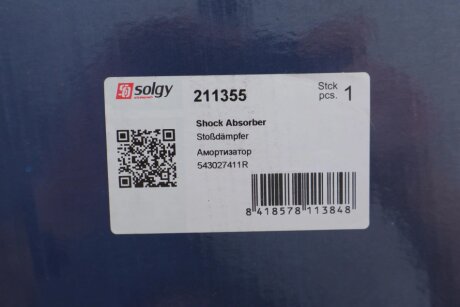 solgy
211355
Stck
pcs. 1
Shock Absorber
Stoßdämpfer
Амортизатор
543027411R
8 418578 113848